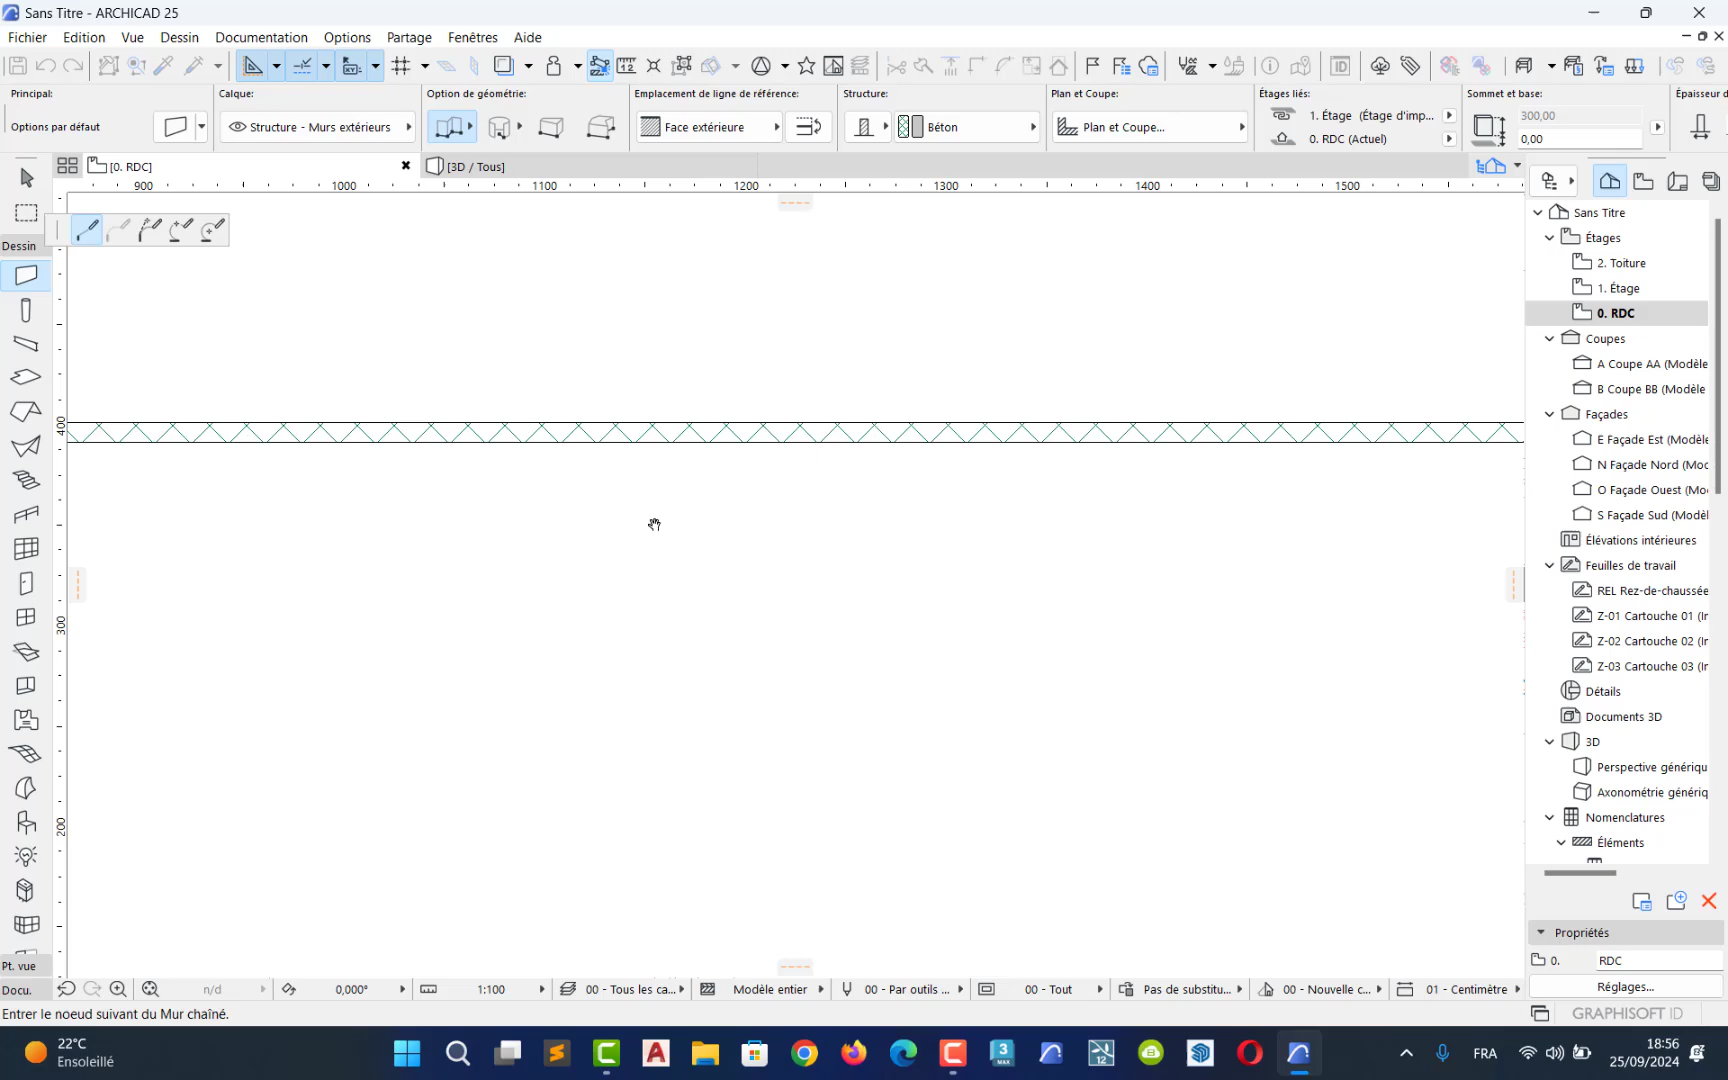 Sans Titre - ARCHICAD 25
Fichier Edition Vue Dessin Documentation Options Partage Fenêtres Aide
Principal: Calque: Option de géométrie: Emplacement de ligne de référence: Structure: Plan et Coupe: Étages liés: Sommet et base: Épaisseur d
Options par défaut Structure - Murs extérieurs Face extérieure Béton Plan et Coupe... 1. Étage (Étage d'imp... 300,00
0. RDC (Actuel) 0,00
[0. RDC] [3D / Tous]
900 1000 1100 1200 1300 1400 1500
400
300
200
Dessin
Pt. vue
Docu.
Sans Titre
Étages
2. Toiture
1. Étage
0. RDC
Coupes
A Coupe AA (Modèle
B Coupe BB (Modèle
Façades
E Façade Est (Modèle
N Façade Nord (Moc
O Façade Ouest (Mo
S Façade Sud (Modèl
Élévations intérieures
Feuilles de travail
REL Rez-de-chaussée
Z-01 Cartouche 01 (Ir
Z-02 Cartouche 02 (Ir
Z-03 Cartouche 03 (Ir
Détails
Documents 3D
3D
Perspective génériqu
Axonométrie génériq
Nomenclatures
Éléments
Propriétés
0. RDC
Réglages...
n/d 0,000° 1:100 00 - Tous les ca... Modèle entier 00 - Par outils ... 00 - Tout Pas de substitu... 00 - Nouvelle c... 01 - Centimètre
Entrer le noeud suivant du Mur chaîné.
GRAPHISOFT ID
22°C
Ensoleillé
FRA
18:56
25/09/2024